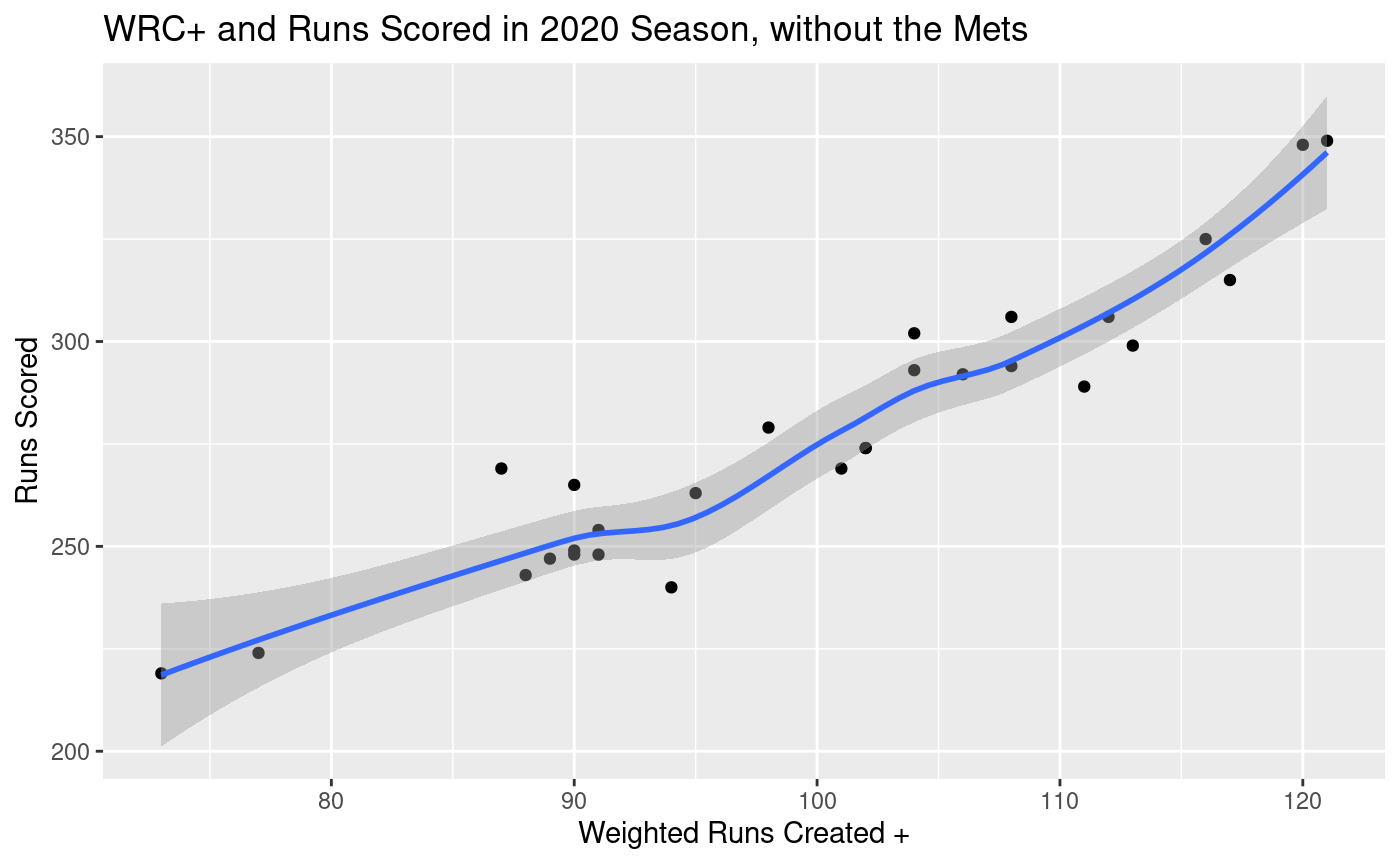 WRC+ and Runs Scored in 2020 Season, without the Mets
350
300
250
200
Runs Scored
80 90 100 110 120
Weighted Runs Created +